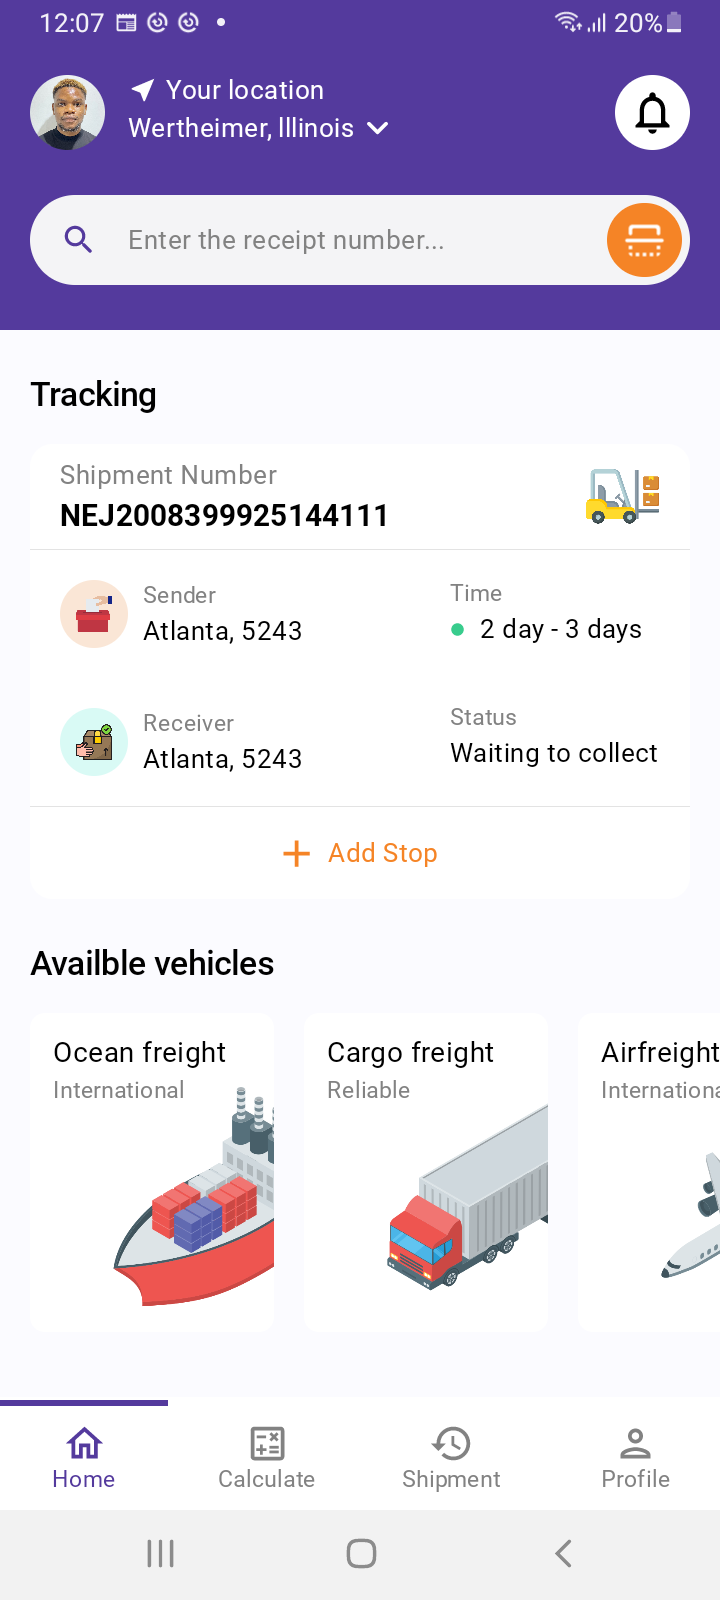 12:07
20%
Your location
Wertheimer, Illinois
Enter the receipt number...
Tracking
Shipment Number
NEJ2008399925144111
Sender
Atlanta, 5243
Time
2 day - 3 days
Receiver
Atlanta, 5243
Status
Waiting to collect
Add Stop
Availble vehicles
Ocean freight
International
Cargo freight
Reliable
Airfreight
Internationa
Home
Calculate
Shipment
Profile